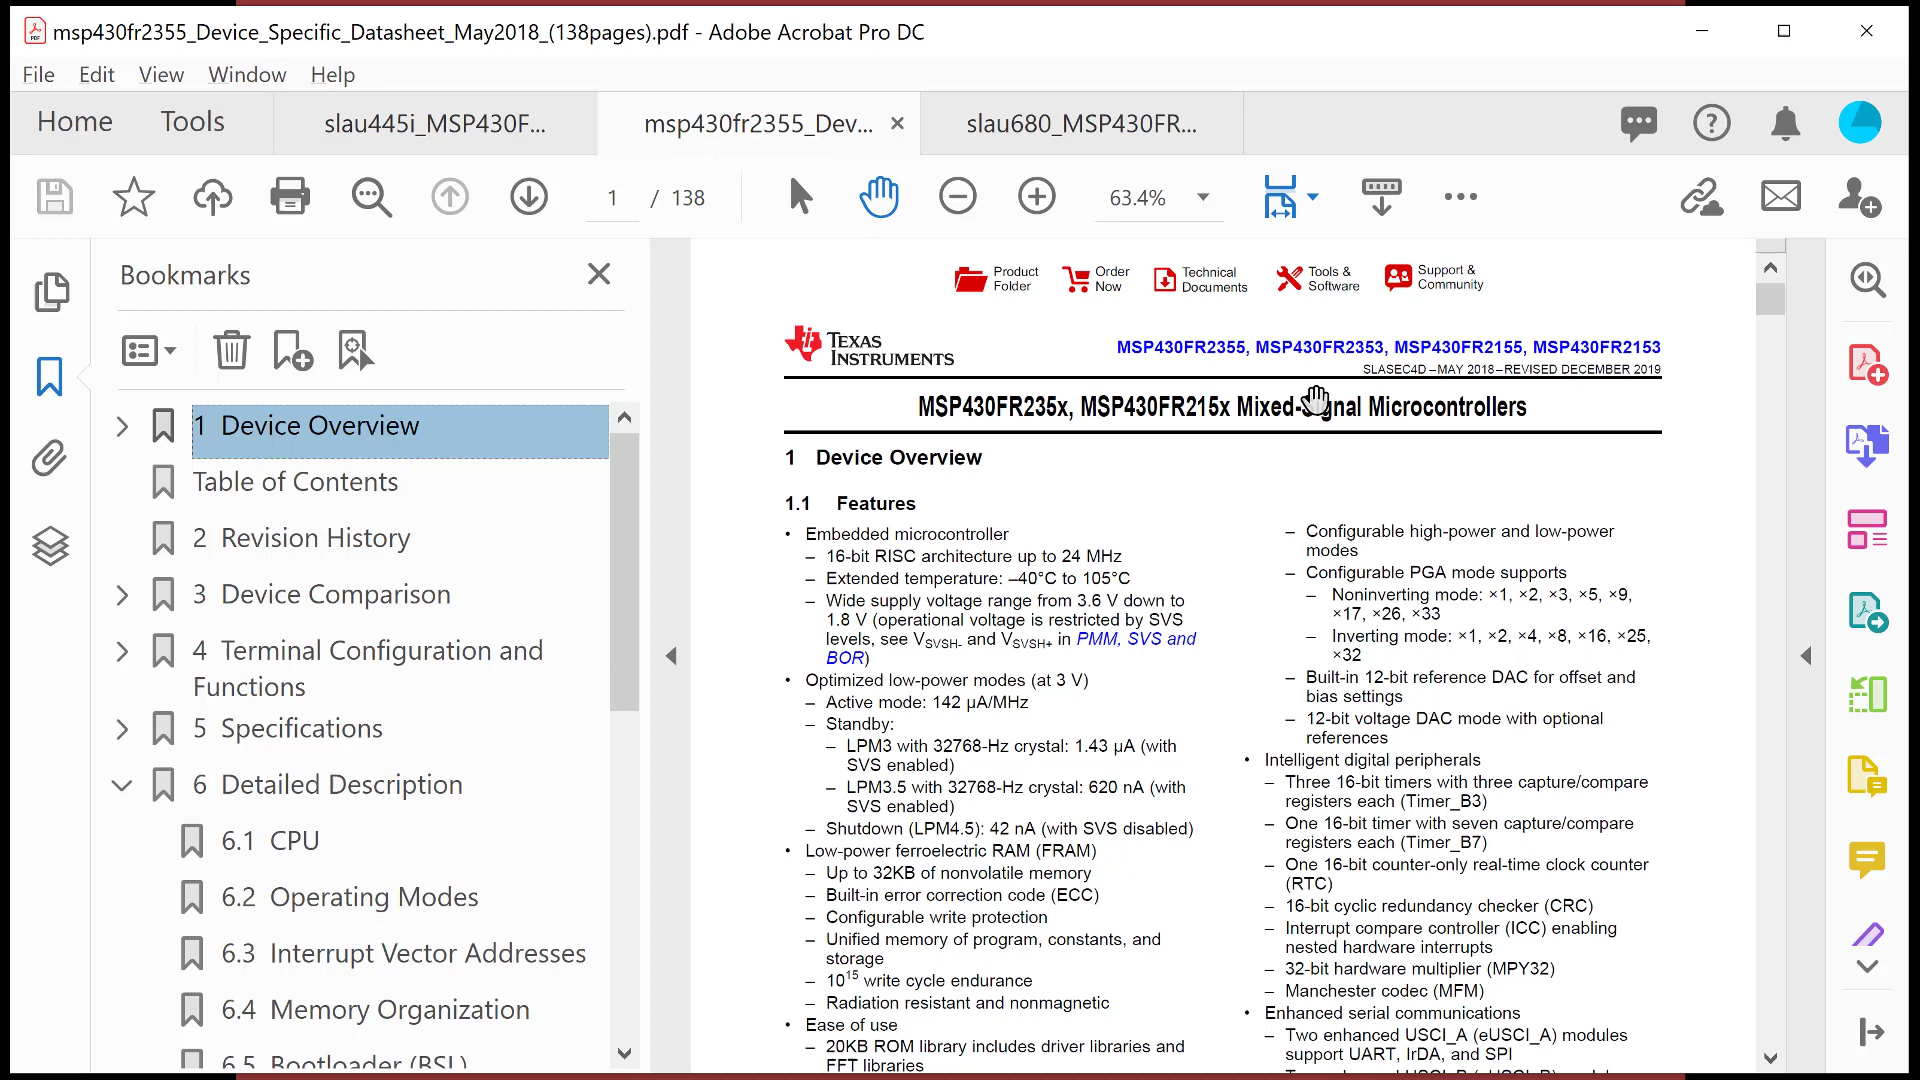 msp430fr2355_Device_Specific_Datasheet_May2018_(138pages).pdf - Adobe Acrobat Pro DC
File Edit View Window Help
Home Tools slau445i_MSP430F... msp430fr2355_Dev... slau680_MSP430FR...
1 / 138 63.4%
Bookmarks
1 Device Overview
Table of Contents
2 Revision History
3 Device Comparison
4 Terminal Configuration and
Functions
5 Specifications
6 Detailed Description
6.1 CPU
6.2 Operating Modes
6.3 Interrupt Vector Addresses
6.4 Memory Organization
6.5 Bootloader (BSL)
Product
Folder
Order
Now
Technical
Documents
Tools &
Software
Support &
Community
TEXAS
INSTRUMENTS
MSP430FR2355, MSP430FR2353, MSP430FR2155, MSP430FR2153
SLASEC4D – MAY 2018 – REVISED DECEMBER 2019
MSP430FR235x, MSP430FR215x Mixed-Signal Microcontrollers
1 Device Overview
1.1 Features
• Embedded microcontroller
– 16-bit RISC architecture up to 24 MHz
– Extended temperature: –40°C to 105°C
– Wide supply voltage range from 3.6 V down to
1.8 V (operational voltage is restricted by SVS
levels, see VSVSH- and VSVSH+ in PMM, SVS and
BOR)
• Optimized low-power modes (at 3 V)
– Active mode: 142 µA/MHz
– Standby:
– LPM3 with 32768-Hz crystal: 1.43 µA (with
SVS enabled)
– LPM3.5 with 32768-Hz crystal: 620 nA (with
SVS enabled)
– Shutdown (LPM4.5): 42 nA (with SVS disabled)
• Low-power ferroelectric RAM (FRAM)
– Up to 32KB of nonvolatile memory
– Built-in error correction code (ECC)
– Configurable write protection
– Unified memory of program, constants, and
storage
– 10¹⁵ write cycle endurance
– Radiation resistant and nonmagnetic
• Ease of use
– 20KB ROM library includes driver libraries and
FFT libraries
– Configurable high-power and low-power
modes
– Configurable PGA mode supports
– Noninverting mode: ×1, ×2, ×3, ×5, ×9,
×17, ×26, ×33
– Inverting mode: ×1, ×2, ×4, ×8, ×16, ×25,
×32
– Built-in 12-bit reference DAC for offset and
bias settings
– 12-bit voltage DAC mode with optional
references
• Intelligent digital peripherals
– Three 16-bit timers with three capture/compare
registers each (Timer_B3)
– One 16-bit timer with seven capture/compare
registers each (Timer_B7)
– One 16-bit counter-only real-time clock counter
(RTC)
– 16-bit cyclic redundancy checker (CRC)
– Interrupt compare controller (ICC) enabling
nested hardware interrupts
– 32-bit hardware multiplier (MPY32)
– Manchester codec (MFM)
• Enhanced serial communications
– Two enhanced USCI_A (eUSCI_A) modules
support UART, IrDA, and SPI